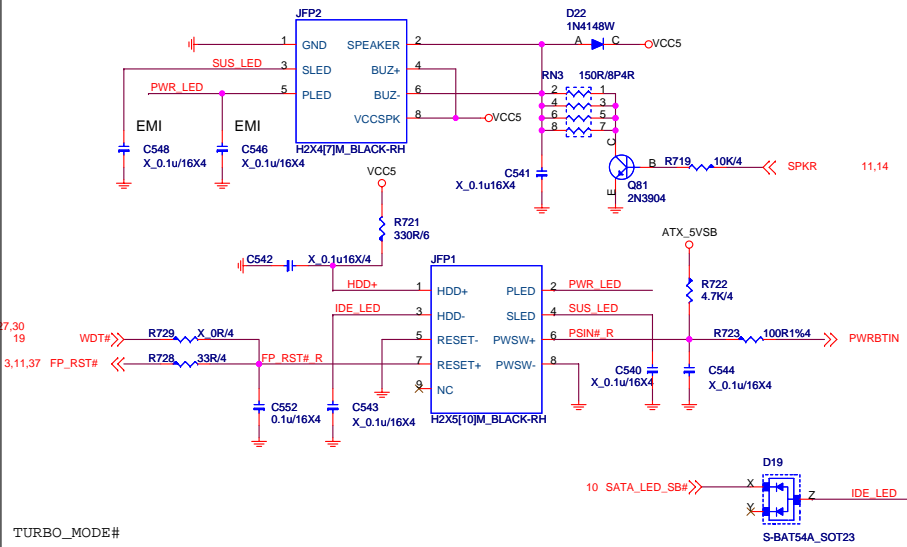 JFP2
D22
1N4148W
1 GND SPEAKER 2
A C VCC5
SUS_LED 3 SLED BUZ+ 4
RN3 150R/8P4R
PWR_LED 5 PLED BUZ- 6
2 1
4 3
6 5
8 7
VCCSPK 8 VCC5
EMI EMI
C548
X_0.1u/16X4
C546
X_0.1u/16X4
H2X4[7]M_BLACK-RH
C541
X_0.1u16X4
C
B
E
Q81
2N3904
R719 10K/4 SPKR 11,14
VCC5
R721
330R/6
ATX_5VSB
C542 X_0.1u16X/4
JFP1
R722
4.7K/4
HDD+ 1 HDD+ PLED 2 PWR_LED
IDE_LED 3 HDD- SLED 4 SUS_LED
27,30
19 WDT# R729 X_0R/4
5 RESET- PWSW+ 6 PSIN#_R R723 100R1%4 PWRBTIN
3,11,37 FP_RST# R728 33R/4 FP_RST#_R 7 RESET+ PWSW- 8
9 NC
C540
X_0.1u/16X4
C544
X_0.1u/16X4
C552
0.1u/16X4
C543
X_0.1u/16X4
H2X5[10]M_BLACK-RH
D19
10 SATA_LED_SB# X
Y
Z IDE_LED
S-BAT54A_SOT23
TURBO_MODE#